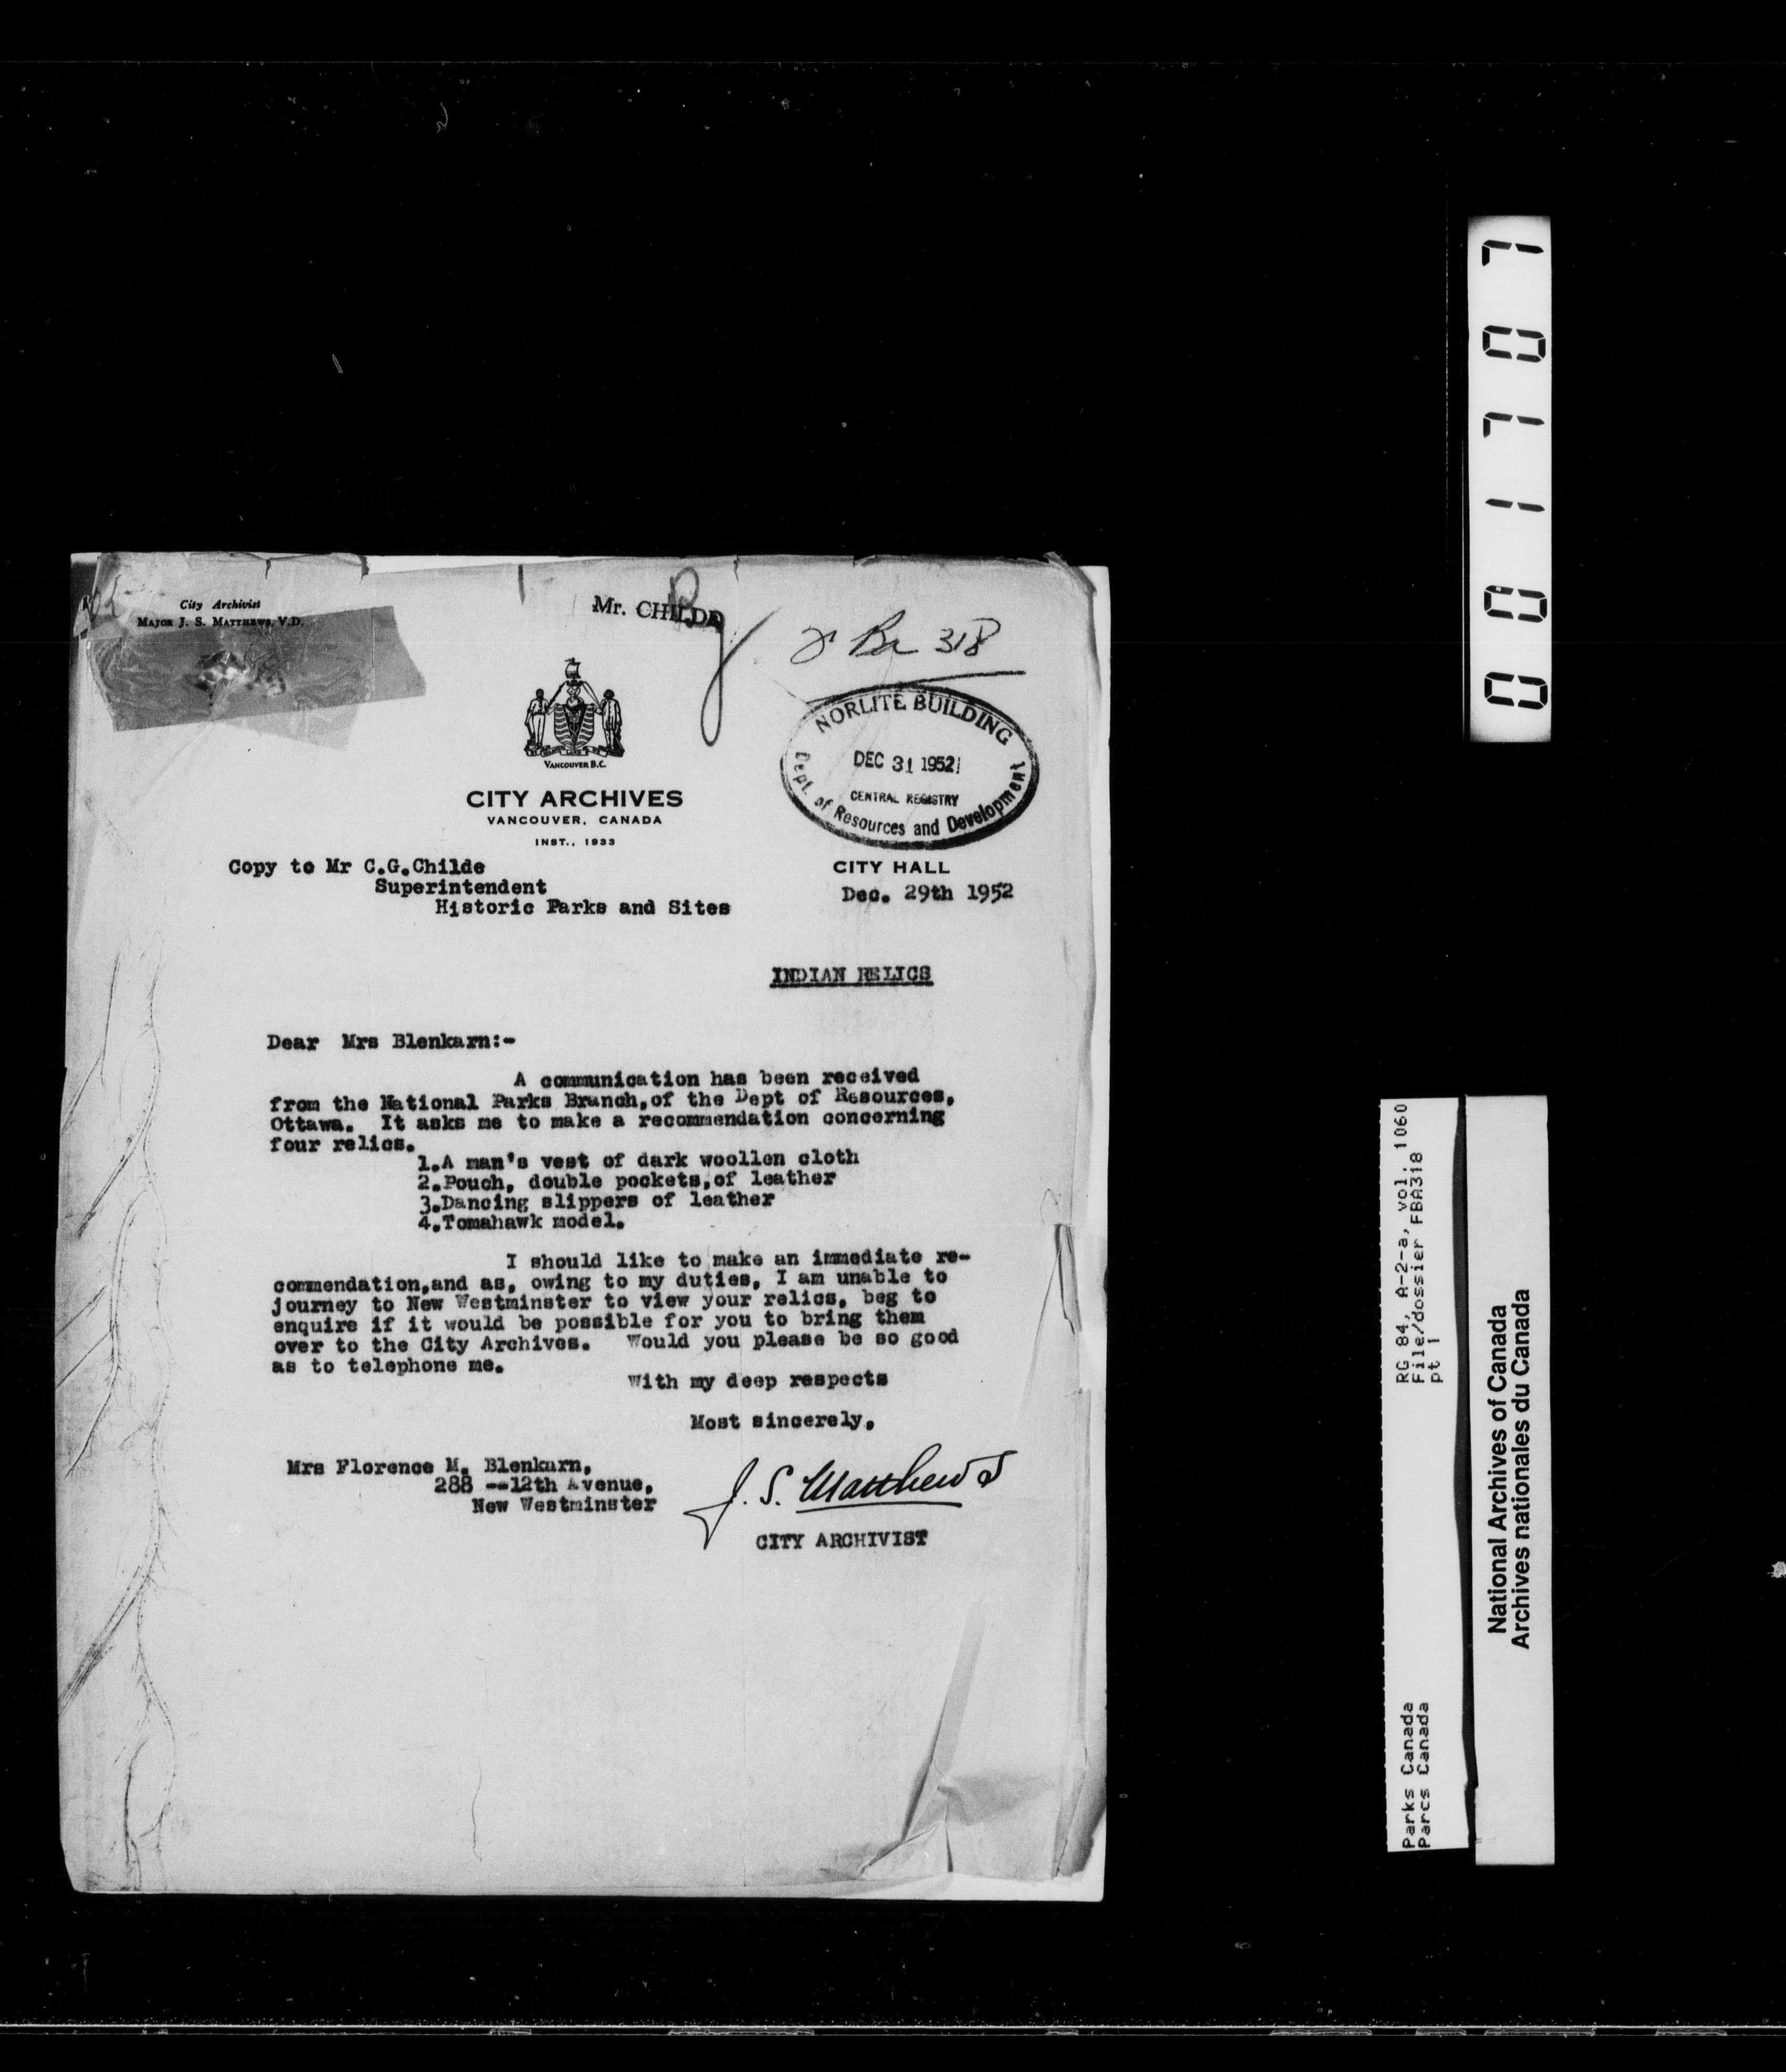 City Archivist
MAJOR J. S. MATTHEWS, V.D.
Mr. CHILDE
Ba 318
VANCOUVER B.C.
CITY ARCHIVES
VANCOUVER, CANADA
INST., 1933
NORLITE BUILDING
DEC 31 1952
CENTRAL REGISTRY
Dept. of Resources and Development
Copy to Mr C.G.Childe
Superintendent
Historic Parks and Sites
CITY HALL
Dec. 29th 1952
INDIAN RELICS
Dear Mrs Blenkarn:-
A communication has been received
from the National Parks Branch,of the Dept of Resources,
Ottawa. It asks me to make a recommendation concerning
four relics.
1.A man's vest of dark woollen cloth
2.Pouch, double pockets,of leather
3.Dancing slippers of leather
4.Tomahawk model.
I should like to make an immediate re-
commendation,and as, owing to my duties, I am unable to
journey to New Westminster to view your relics, beg to
enquire if it would be possible for you to bring them
over to the City Archives. Would you please be so good
as to telephone me.
With my deep respects
Most sincerely,
Mrs Florence M. Blenkarn,
288 --12th Avenue,
New Westminster
J. S. Matthews
CITY ARCHIVIST
001707
RG 84, A-2-a, vol. 1060
File/dossier FBA318
pt 1
Parks Canada
Parcs Canada
National Archives of Canada
Archives nationales du Canada